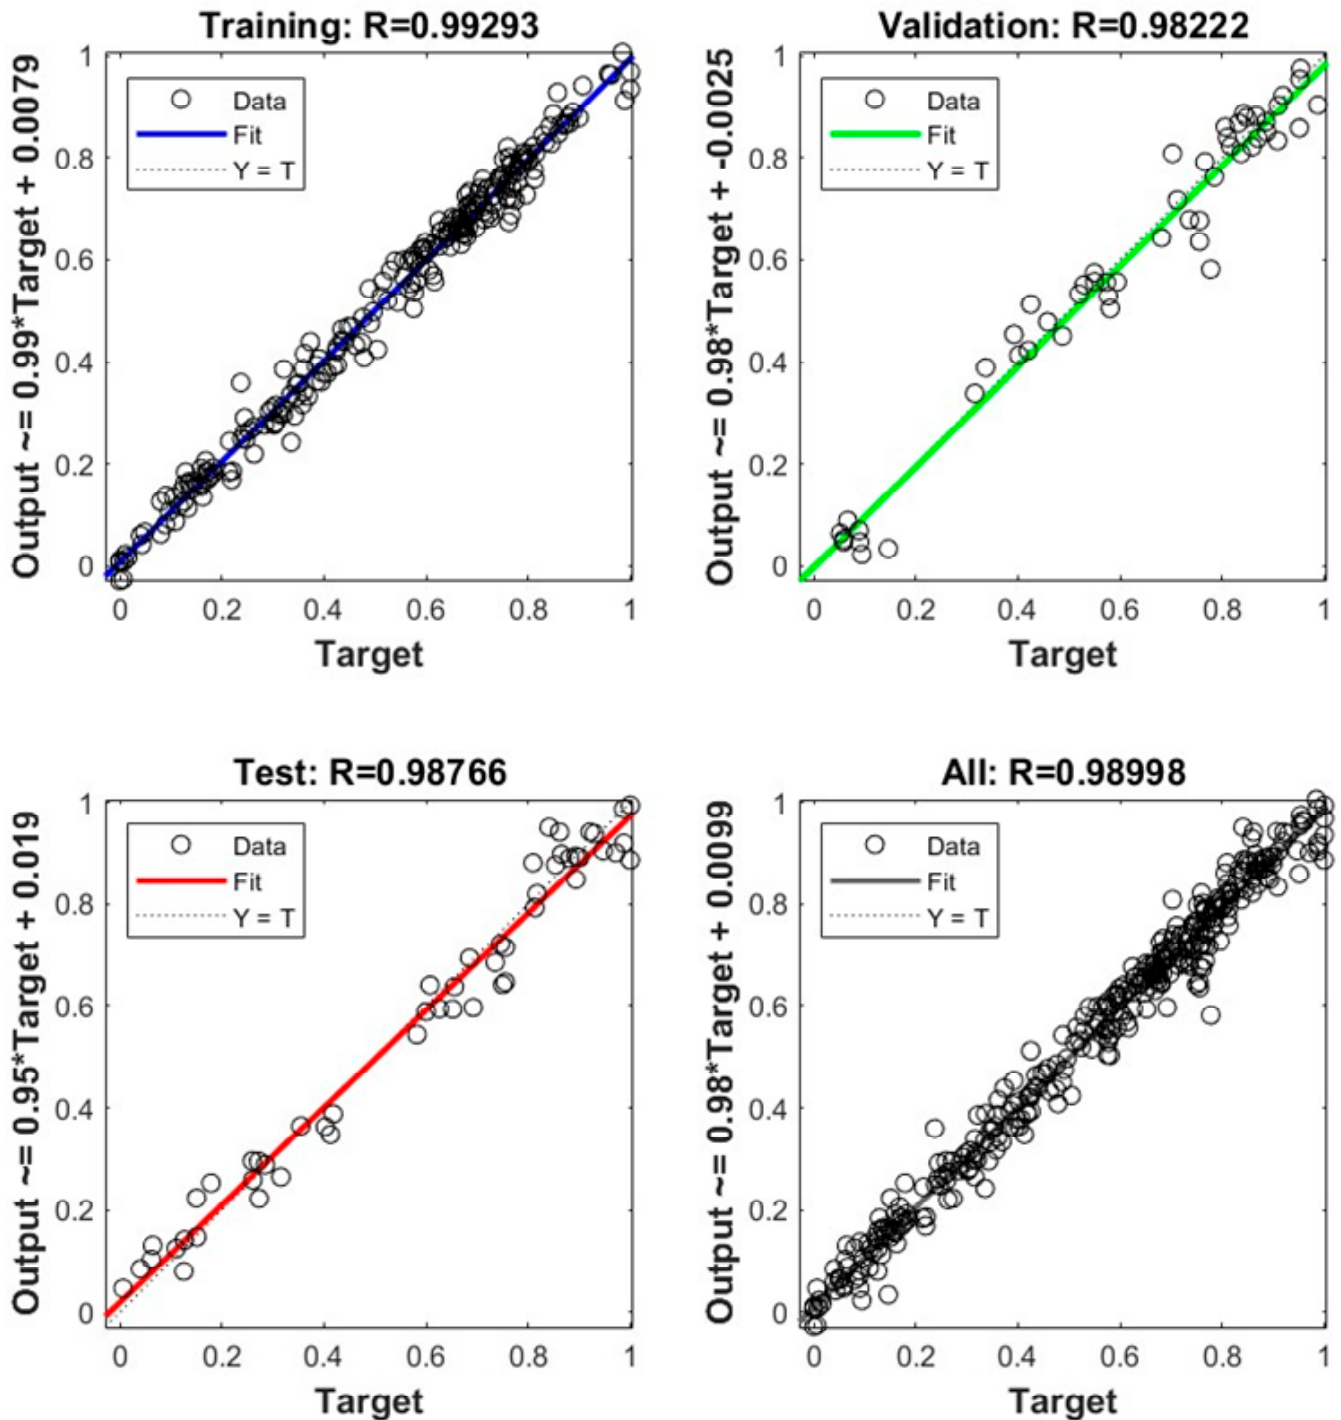 Training: R=0.99293
Output ~= 0.99*Target + 0.0079
Data
Fit
Y = T
1
0.8
0.6
0.4
0.2
0
0
0.2
0.4
0.6
0.8
1
Target
Validation: R=0.98222
Output ~= 0.98*Target + -0.0025
Data
Fit
Y = T
1
0.8
0.6
0.4
0.2
0
0
0.2
0.4
0.6
0.8
1
Target
Test: R=0.98766
Output ~= 0.95*Target + 0.019
Data
Fit
Y = T
1
0.8
0.6
0.4
0.2
0
0
0.2
0.4
0.6
0.8
1
Target
All: R=0.98998
Output ~= 0.98*Target + 0.0099
Data
Fit
Y = T
1
0.8
0.6
0.4
0.2
0
0
0.2
0.4
0.6
0.8
1
Target